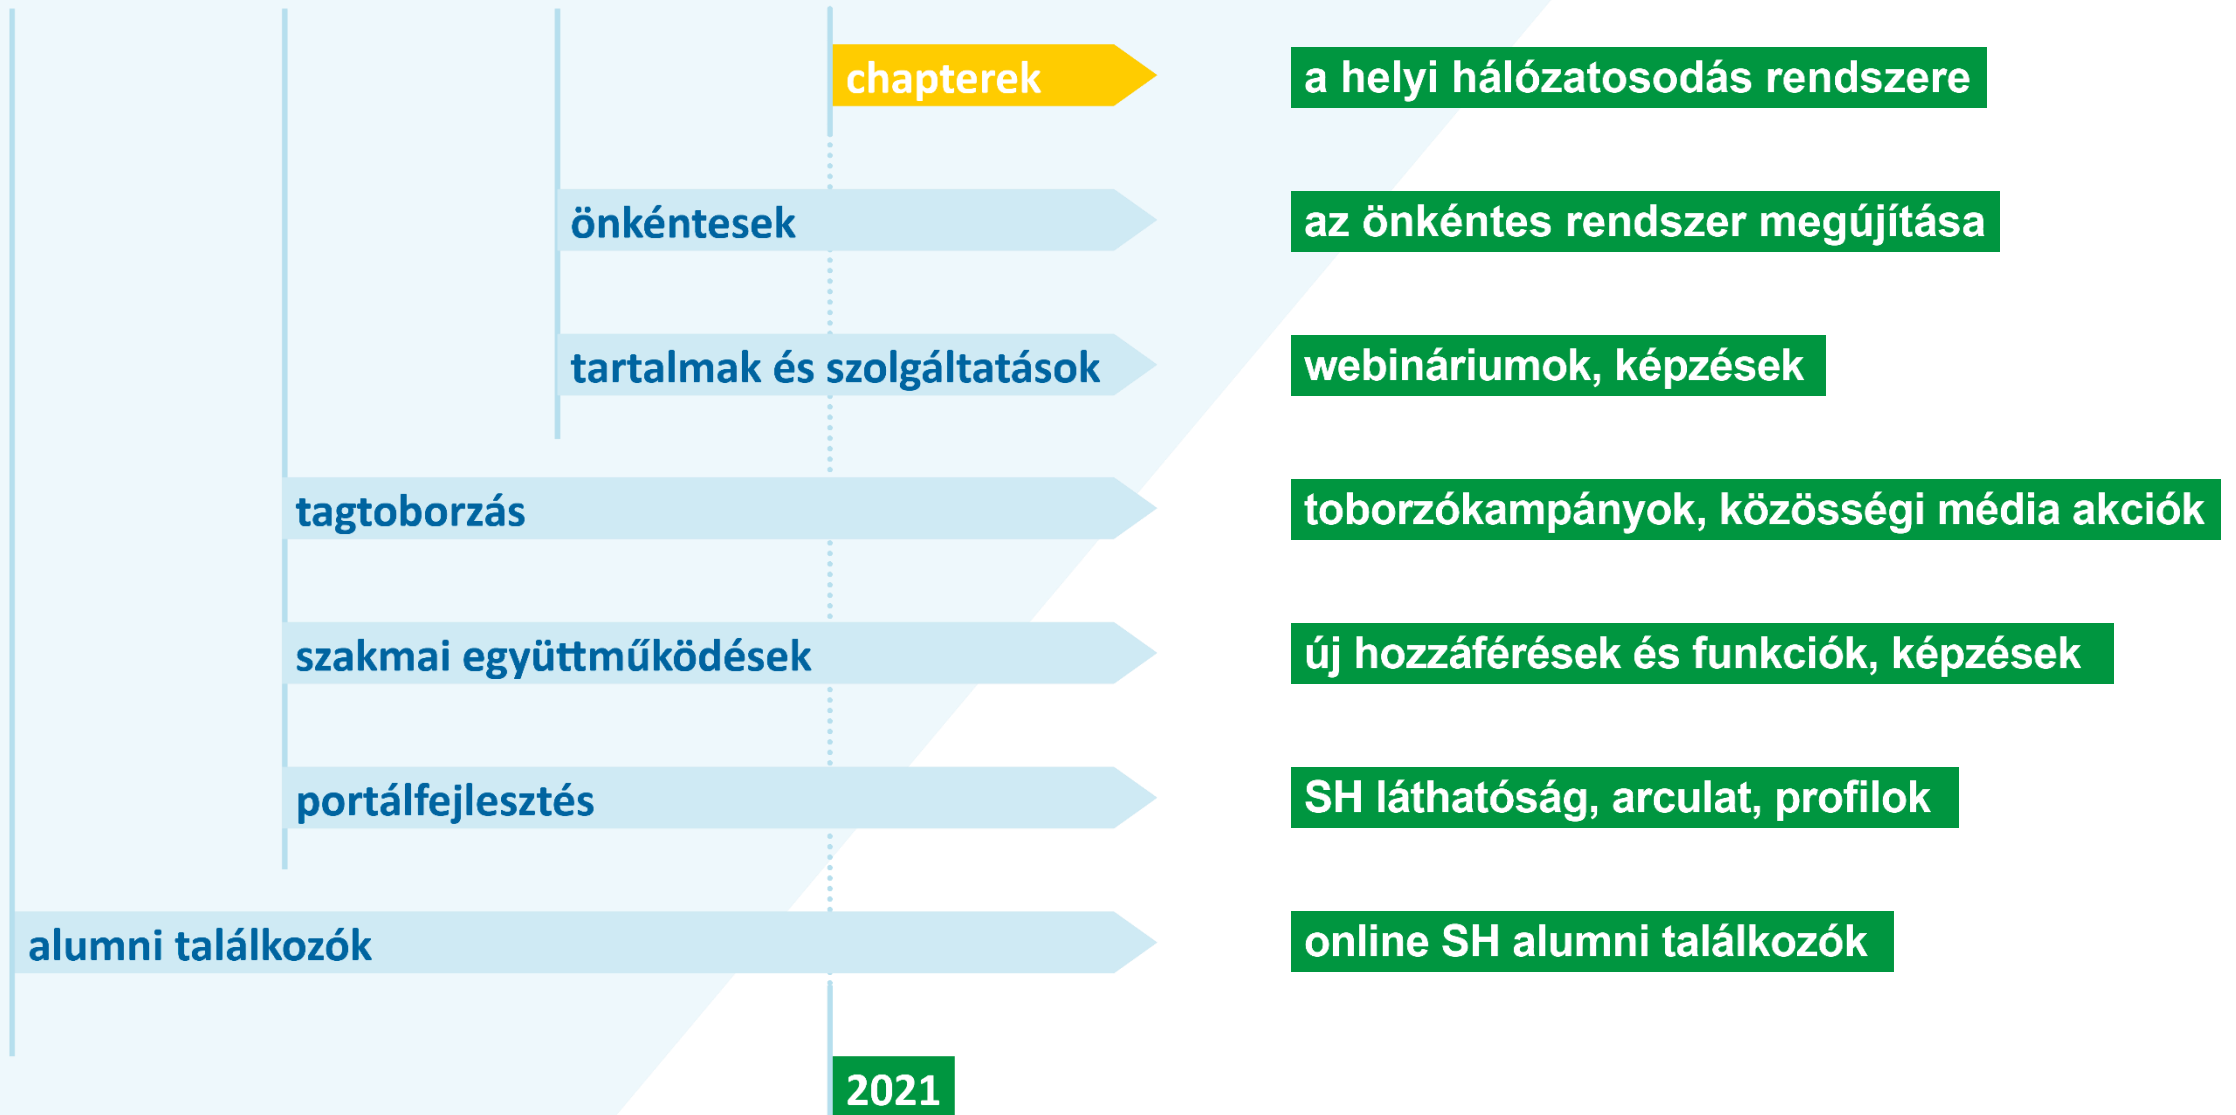 chapterek
a helyi hálózatosodás rendszere
önkéntesek
az önkéntes rendszer megújítása
tartalmak és szolgáltatások
webináriumok, képzések
tagtoborzás
toborzókampányok, közösségi média akciók
szakmai együttműködések
új hozzáférések és funkciók, képzések
portálfejlesztés
SH láthatóság, arculat, profilok
alumni találkozók
online SH alumni találkozók
2021